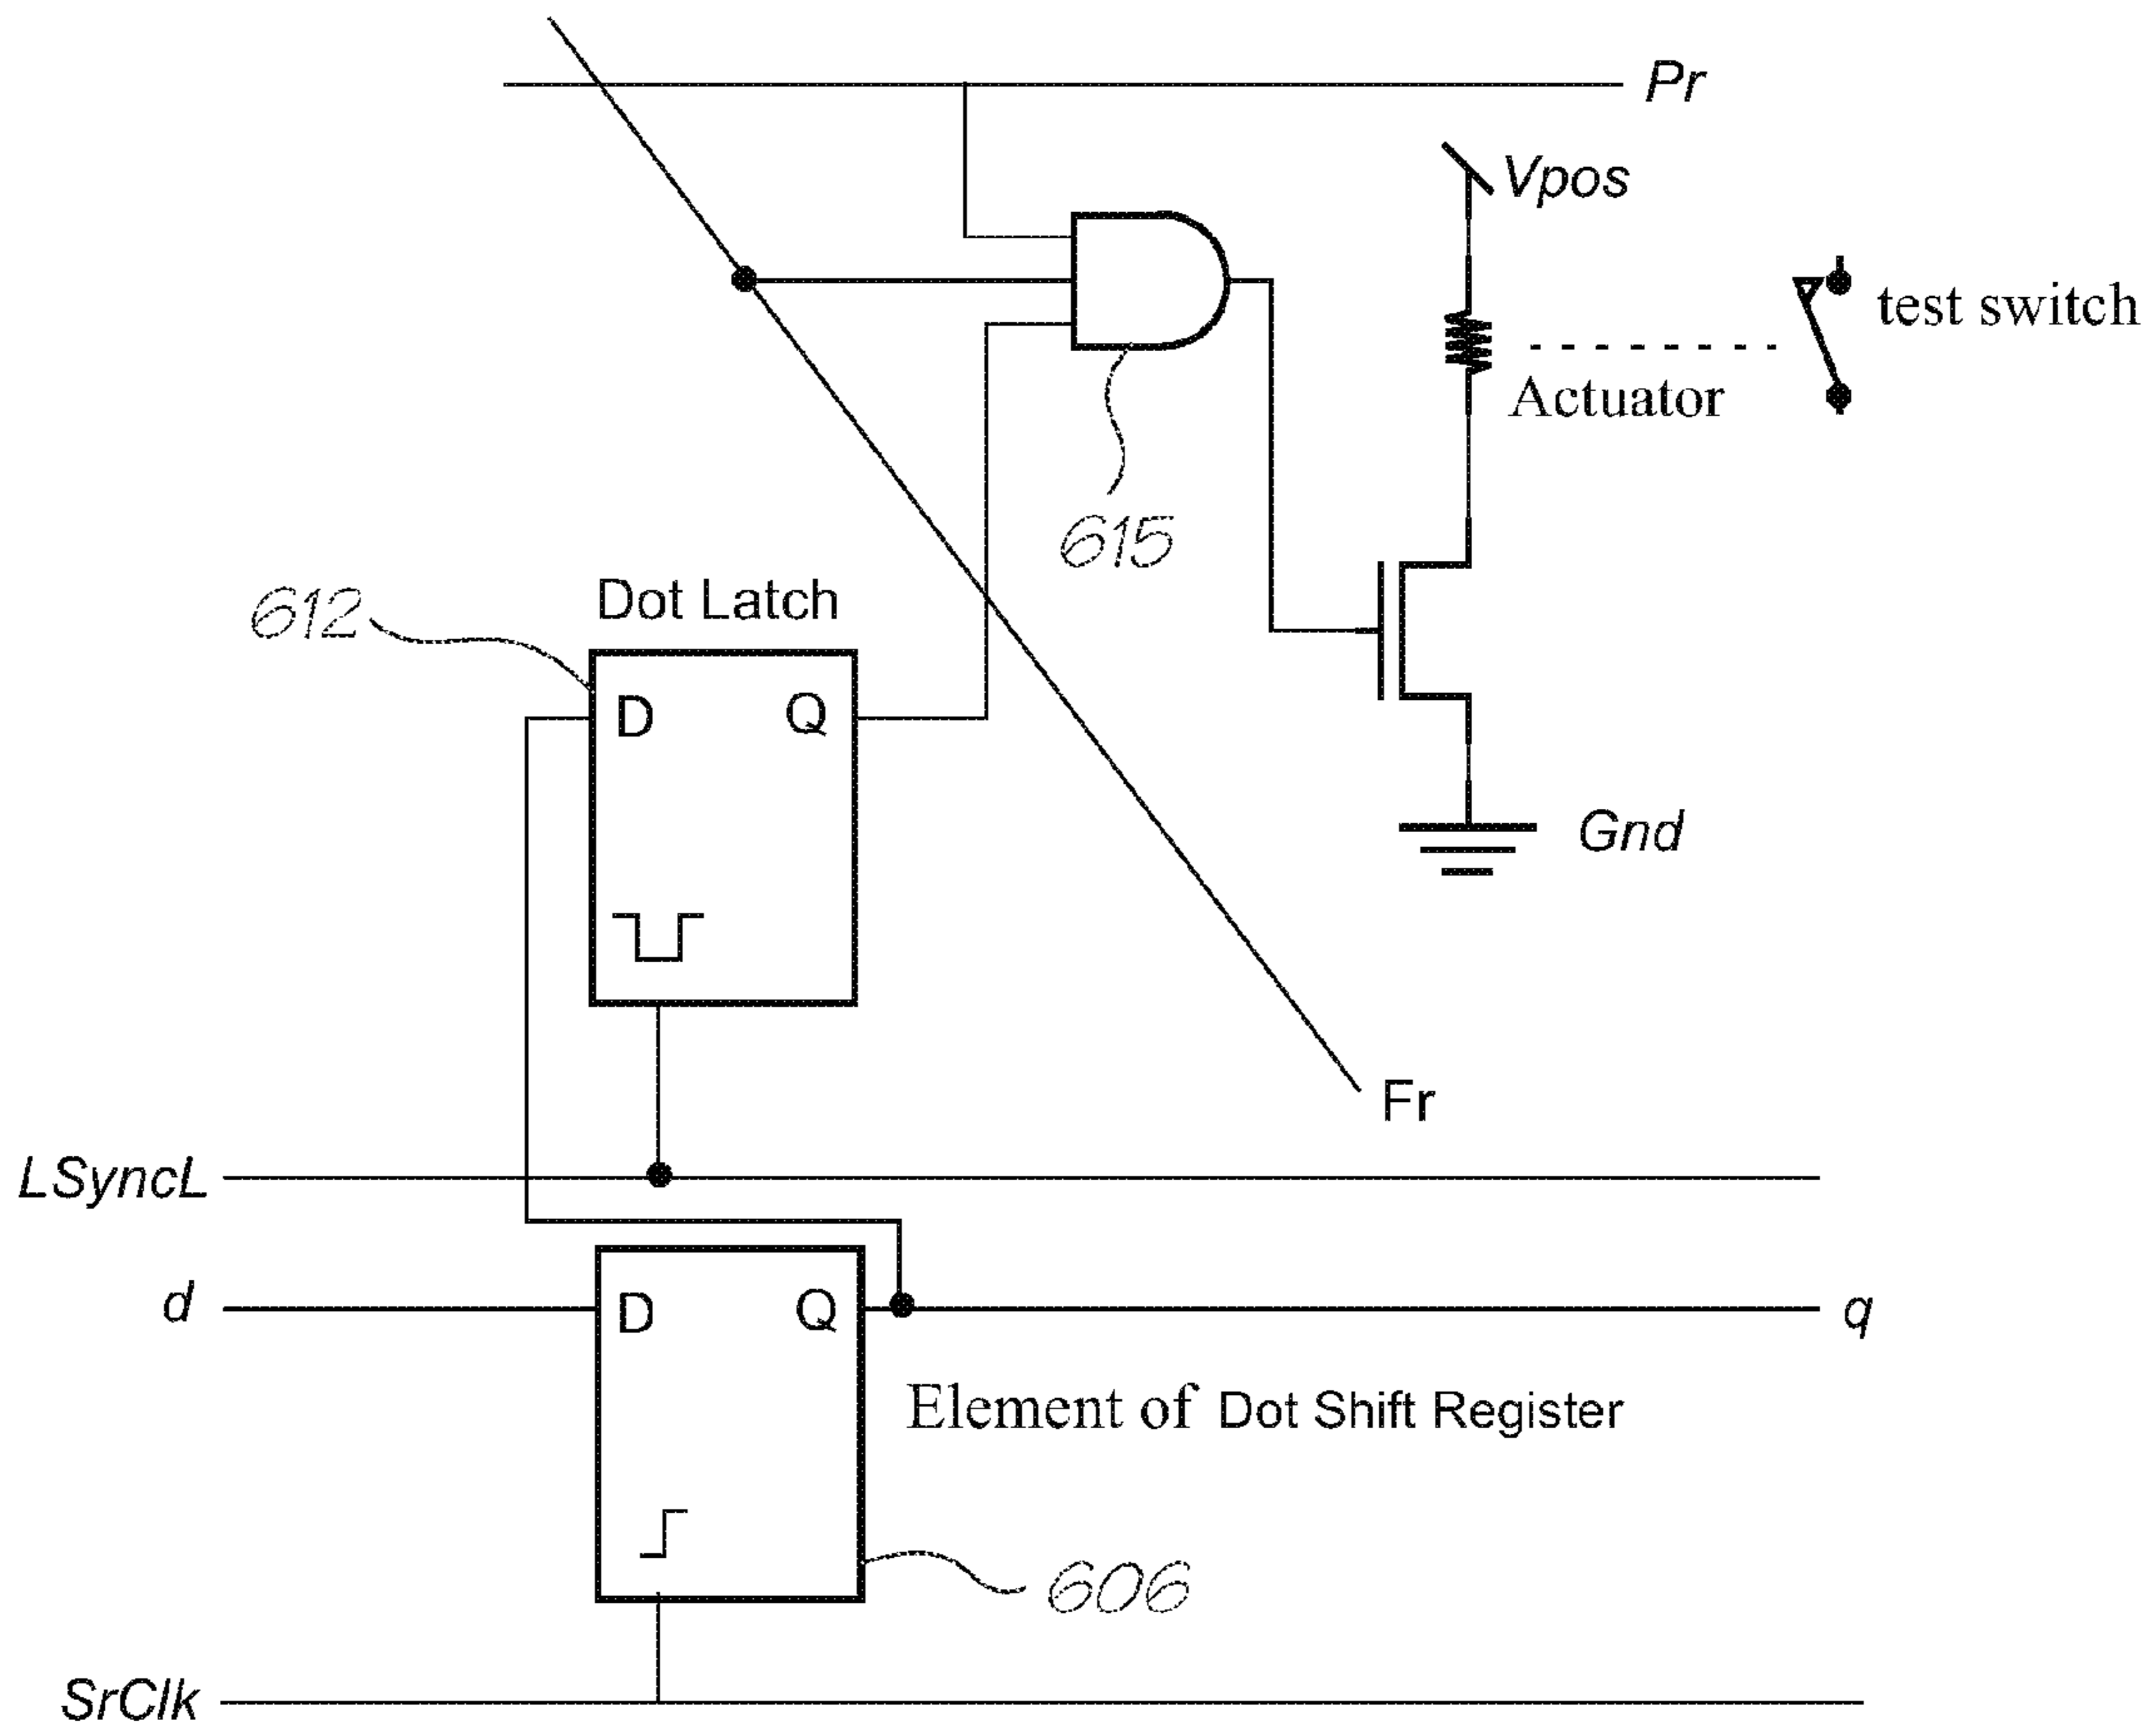 Pr
Vpos
test switch
Actuator
615
612
Dot Latch
D Q
Gnd
Fr
LSyncL
d D Q q
Element of Dot Shift Register
606
SrClk